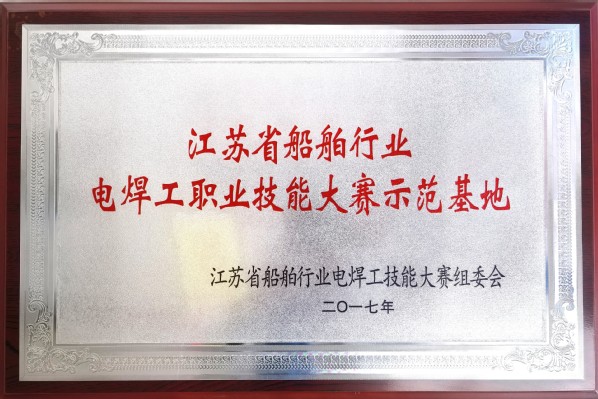 江苏省船舶行业
电焊工职业技能大赛示范基地
江苏省船舶行业电焊工技能大赛组委会
二〇一七年